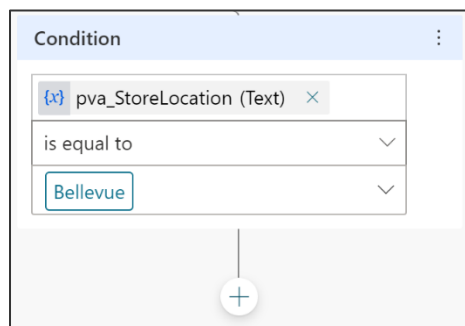 Condition
{x} pva_StoreLocation (Text) ×
is equal to
Bellevue